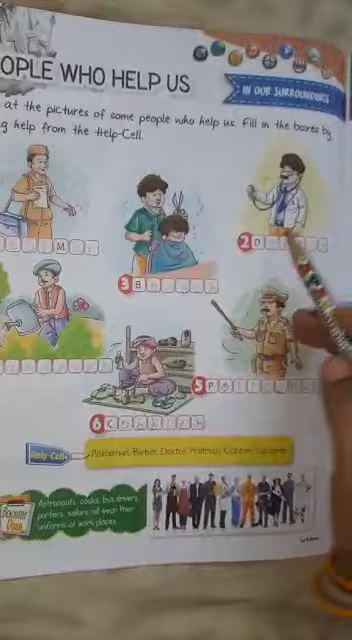 OPLE WHO HELP US
IN OUR SURROUNDINGS
at the pictures of some people who help us. Fill in the boxes by
g help from the Help-Cell.
M
2 D
3 B
5 P
6 C
Help-Cell
Policeman, Barber, Doctor, Postman, Cobbler,
Booster Dose
Astronauts, cooks, bus drivers,
porters, sailors all wear their
uniforms at work places.